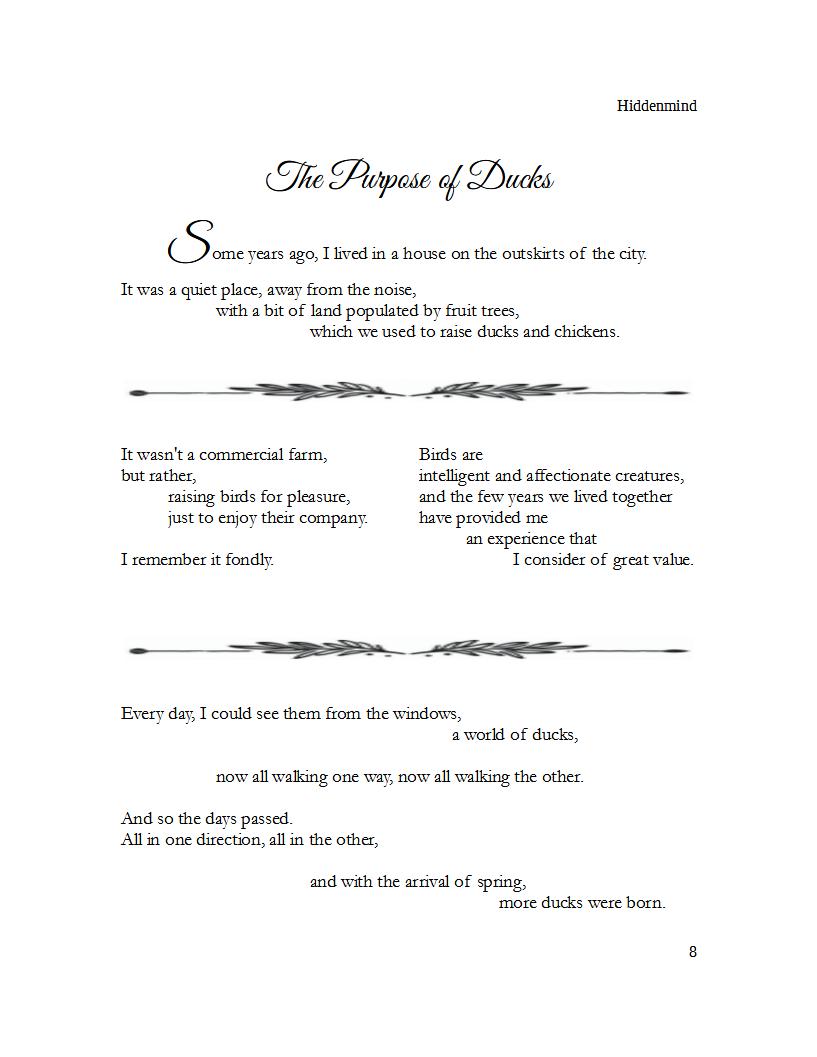 Hiddenmind
The Purpose of Ducks
Some years ago, I lived in a house on the outskirts of the city.
It was a quiet place, away from the noise,
with a bit of land populated by fruit trees,
which we used to raise ducks and chickens.
It wasn't a commercial farm,
but rather,
raising birds for pleasure,
just to enjoy their company.
I remember it fondly.
Birds are
intelligent and affectionate creatures,
and the few years we lived together
have provided me
an experience that
I consider of great value.
Every day, I could see them from the windows,
a world of ducks,
now all walking one way, now all walking the other.
And so the days passed.
All in one direction, all in the other,
and with the arrival of spring,
more ducks were born.
8